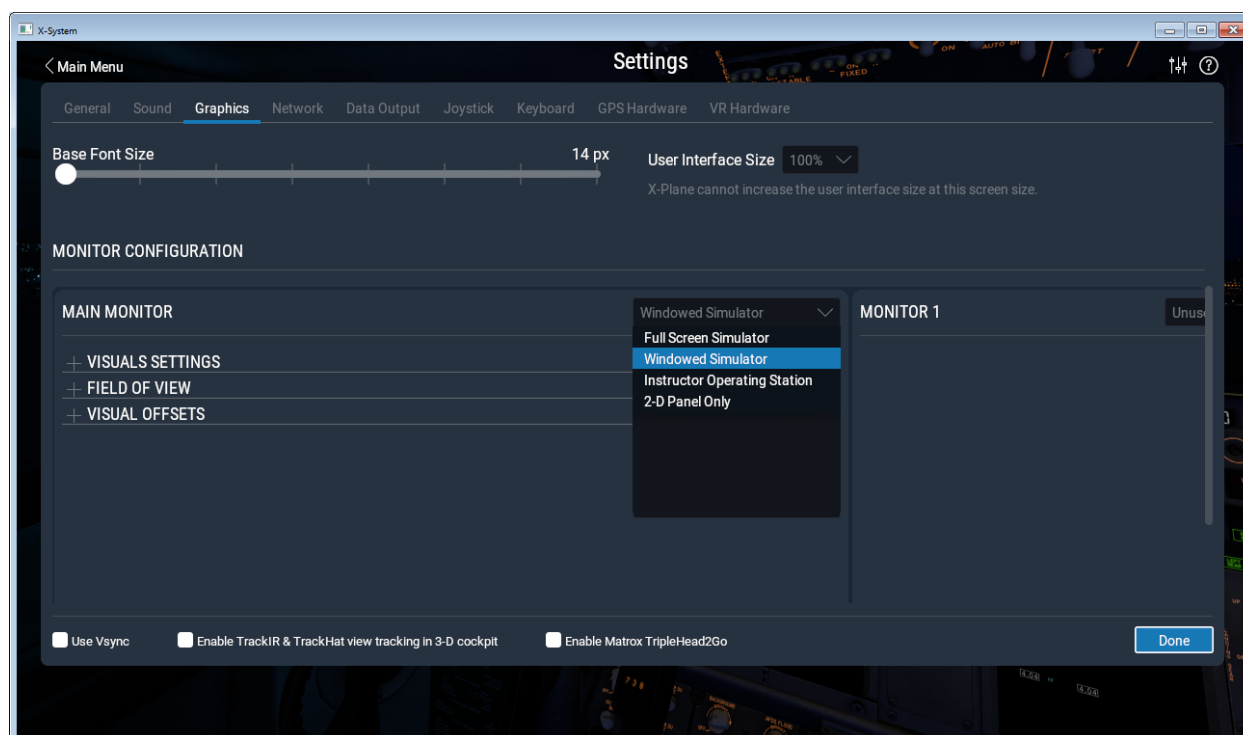 X-System
Main Menu
Settings
General Sound Graphics Network Data Output Joystick Keyboard GPS Hardware VR Hardware
Base Font Size 14 px
User Interface Size 100%
X-Plane cannot increase the user interface size at this screen size.
MONITOR CONFIGURATION
MAIN MONITOR
Windowed Simulator
Full Screen Simulator
Windowed Simulator
Instructor Operating Station
2-D Panel Only
VISUALS SETTINGS
FIELD OF VIEW
VISUAL OFFSETS
MONITOR 1
Use Vsync
Enable TrackIR & TrackHat view tracking in 3-D cockpit
Enable Matrox TripleHead2Go
Done
ON
FIXED